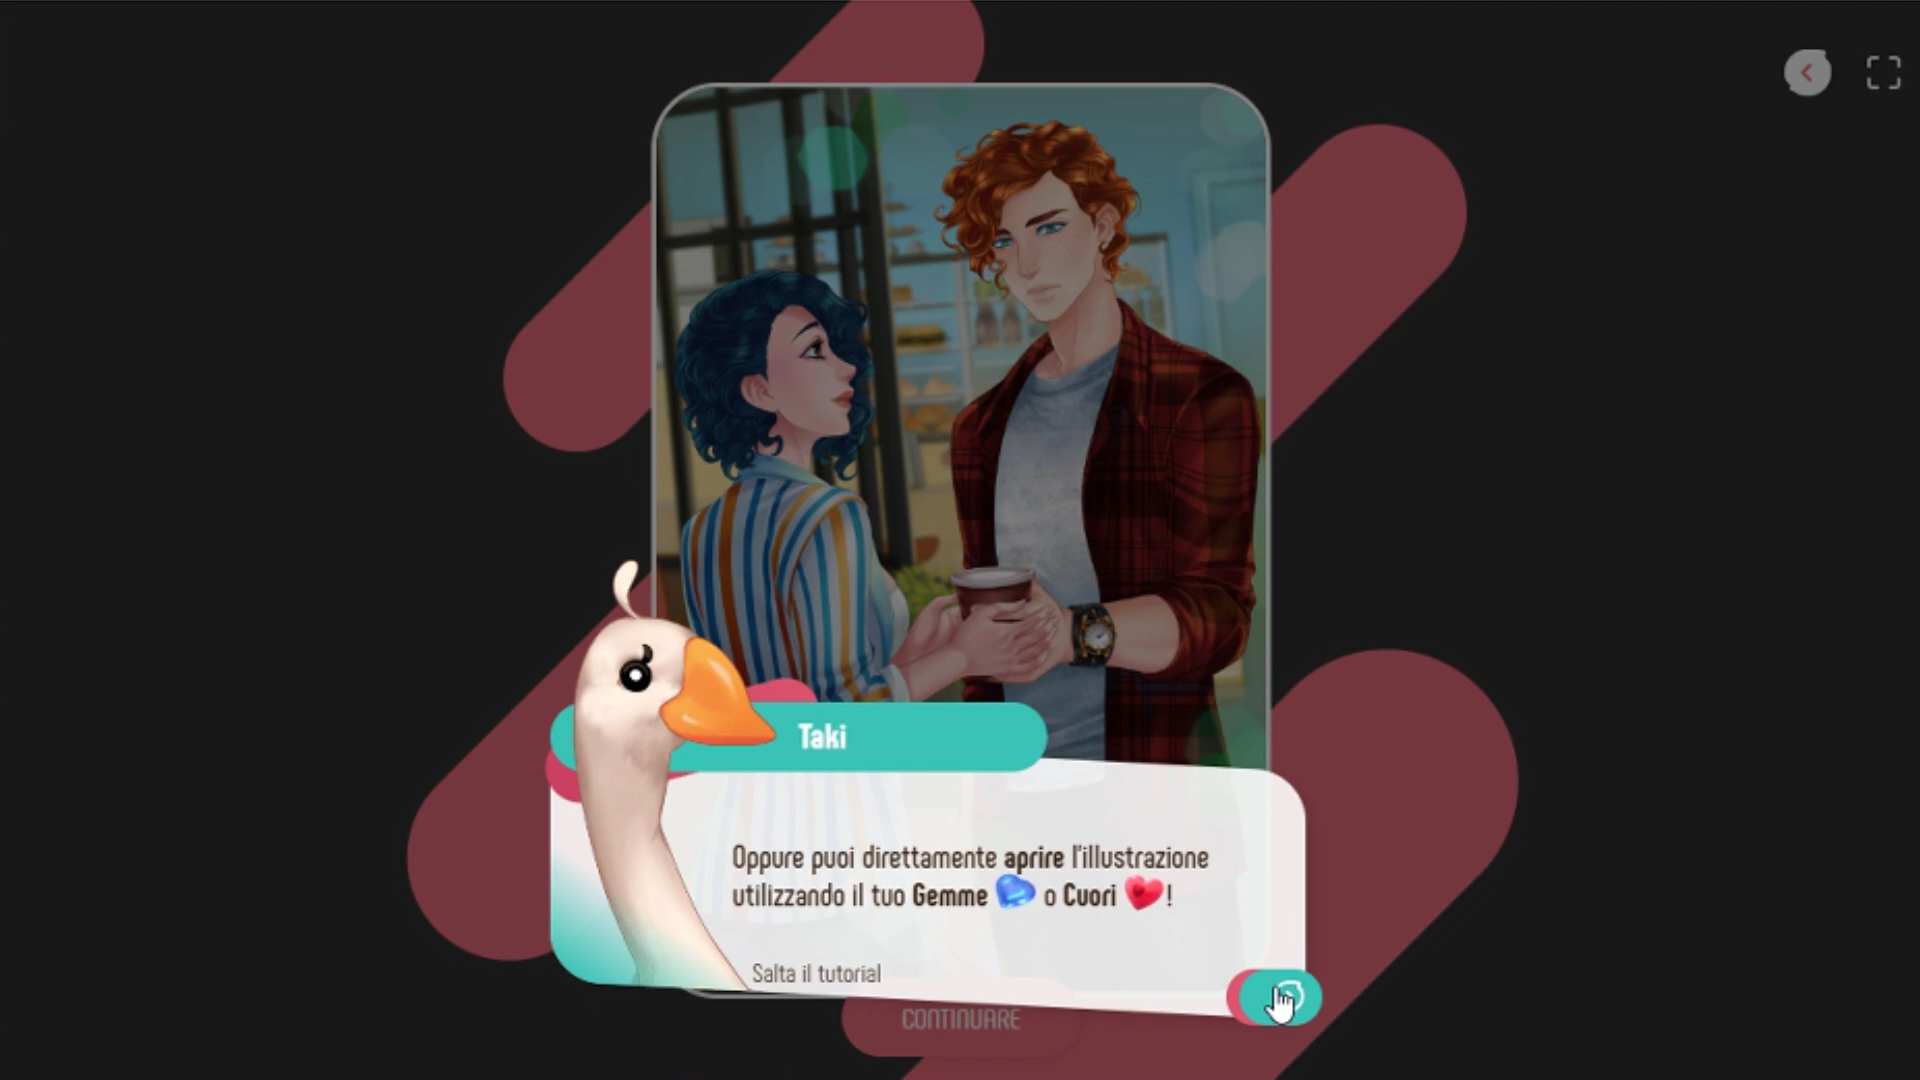 Taki
Oppure puoi direttamente aprire l'illustrazione
utilizzando il tuo Gemme o Cuori !
Salta il tutorial
CONTINUARE